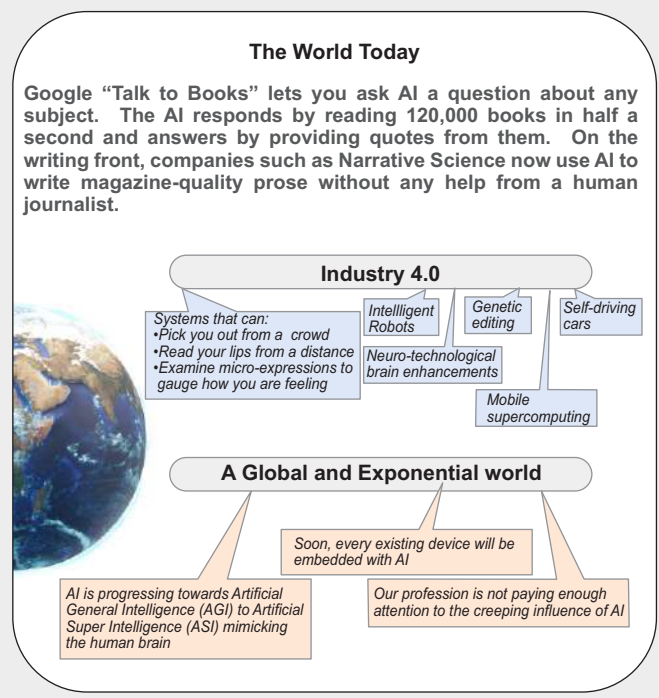 The World Today
Google “Talk to Books” lets you ask AI a question about any
subject. The AI responds by reading 120,000 books in half a
second and answers by providing quotes from them. On the
writing front, companies such as Narrative Science now use AI to
write magazine-quality prose without any help from a human
journalist.
Industry 4.0
Systems that can:
•Pick you out from a crowd
•Read your lips from a distance
•Examine micro-expressions to
gauge how you are feeling
Intellligent
Robots
Neuro-technological
brain enhancements
Genetic
editing
Mobile
supercomputing
Self-driving
cars
A Global and Exponential world
AI is progressing towards Artificial
General Intelligence (AGI) to Artificial
Super Intelligence (ASI) mimicking
the human brain
Soon, every existing device will be
embedded with AI
Our profession is not paying enough
attention to the creeping influence of AI